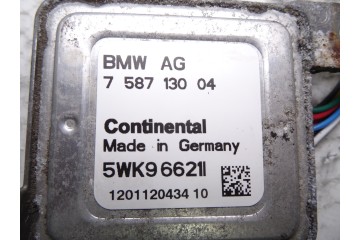 BMW AG
7 587 130 04
Continental
Made in Germany
5WK96621I
1201120434 10